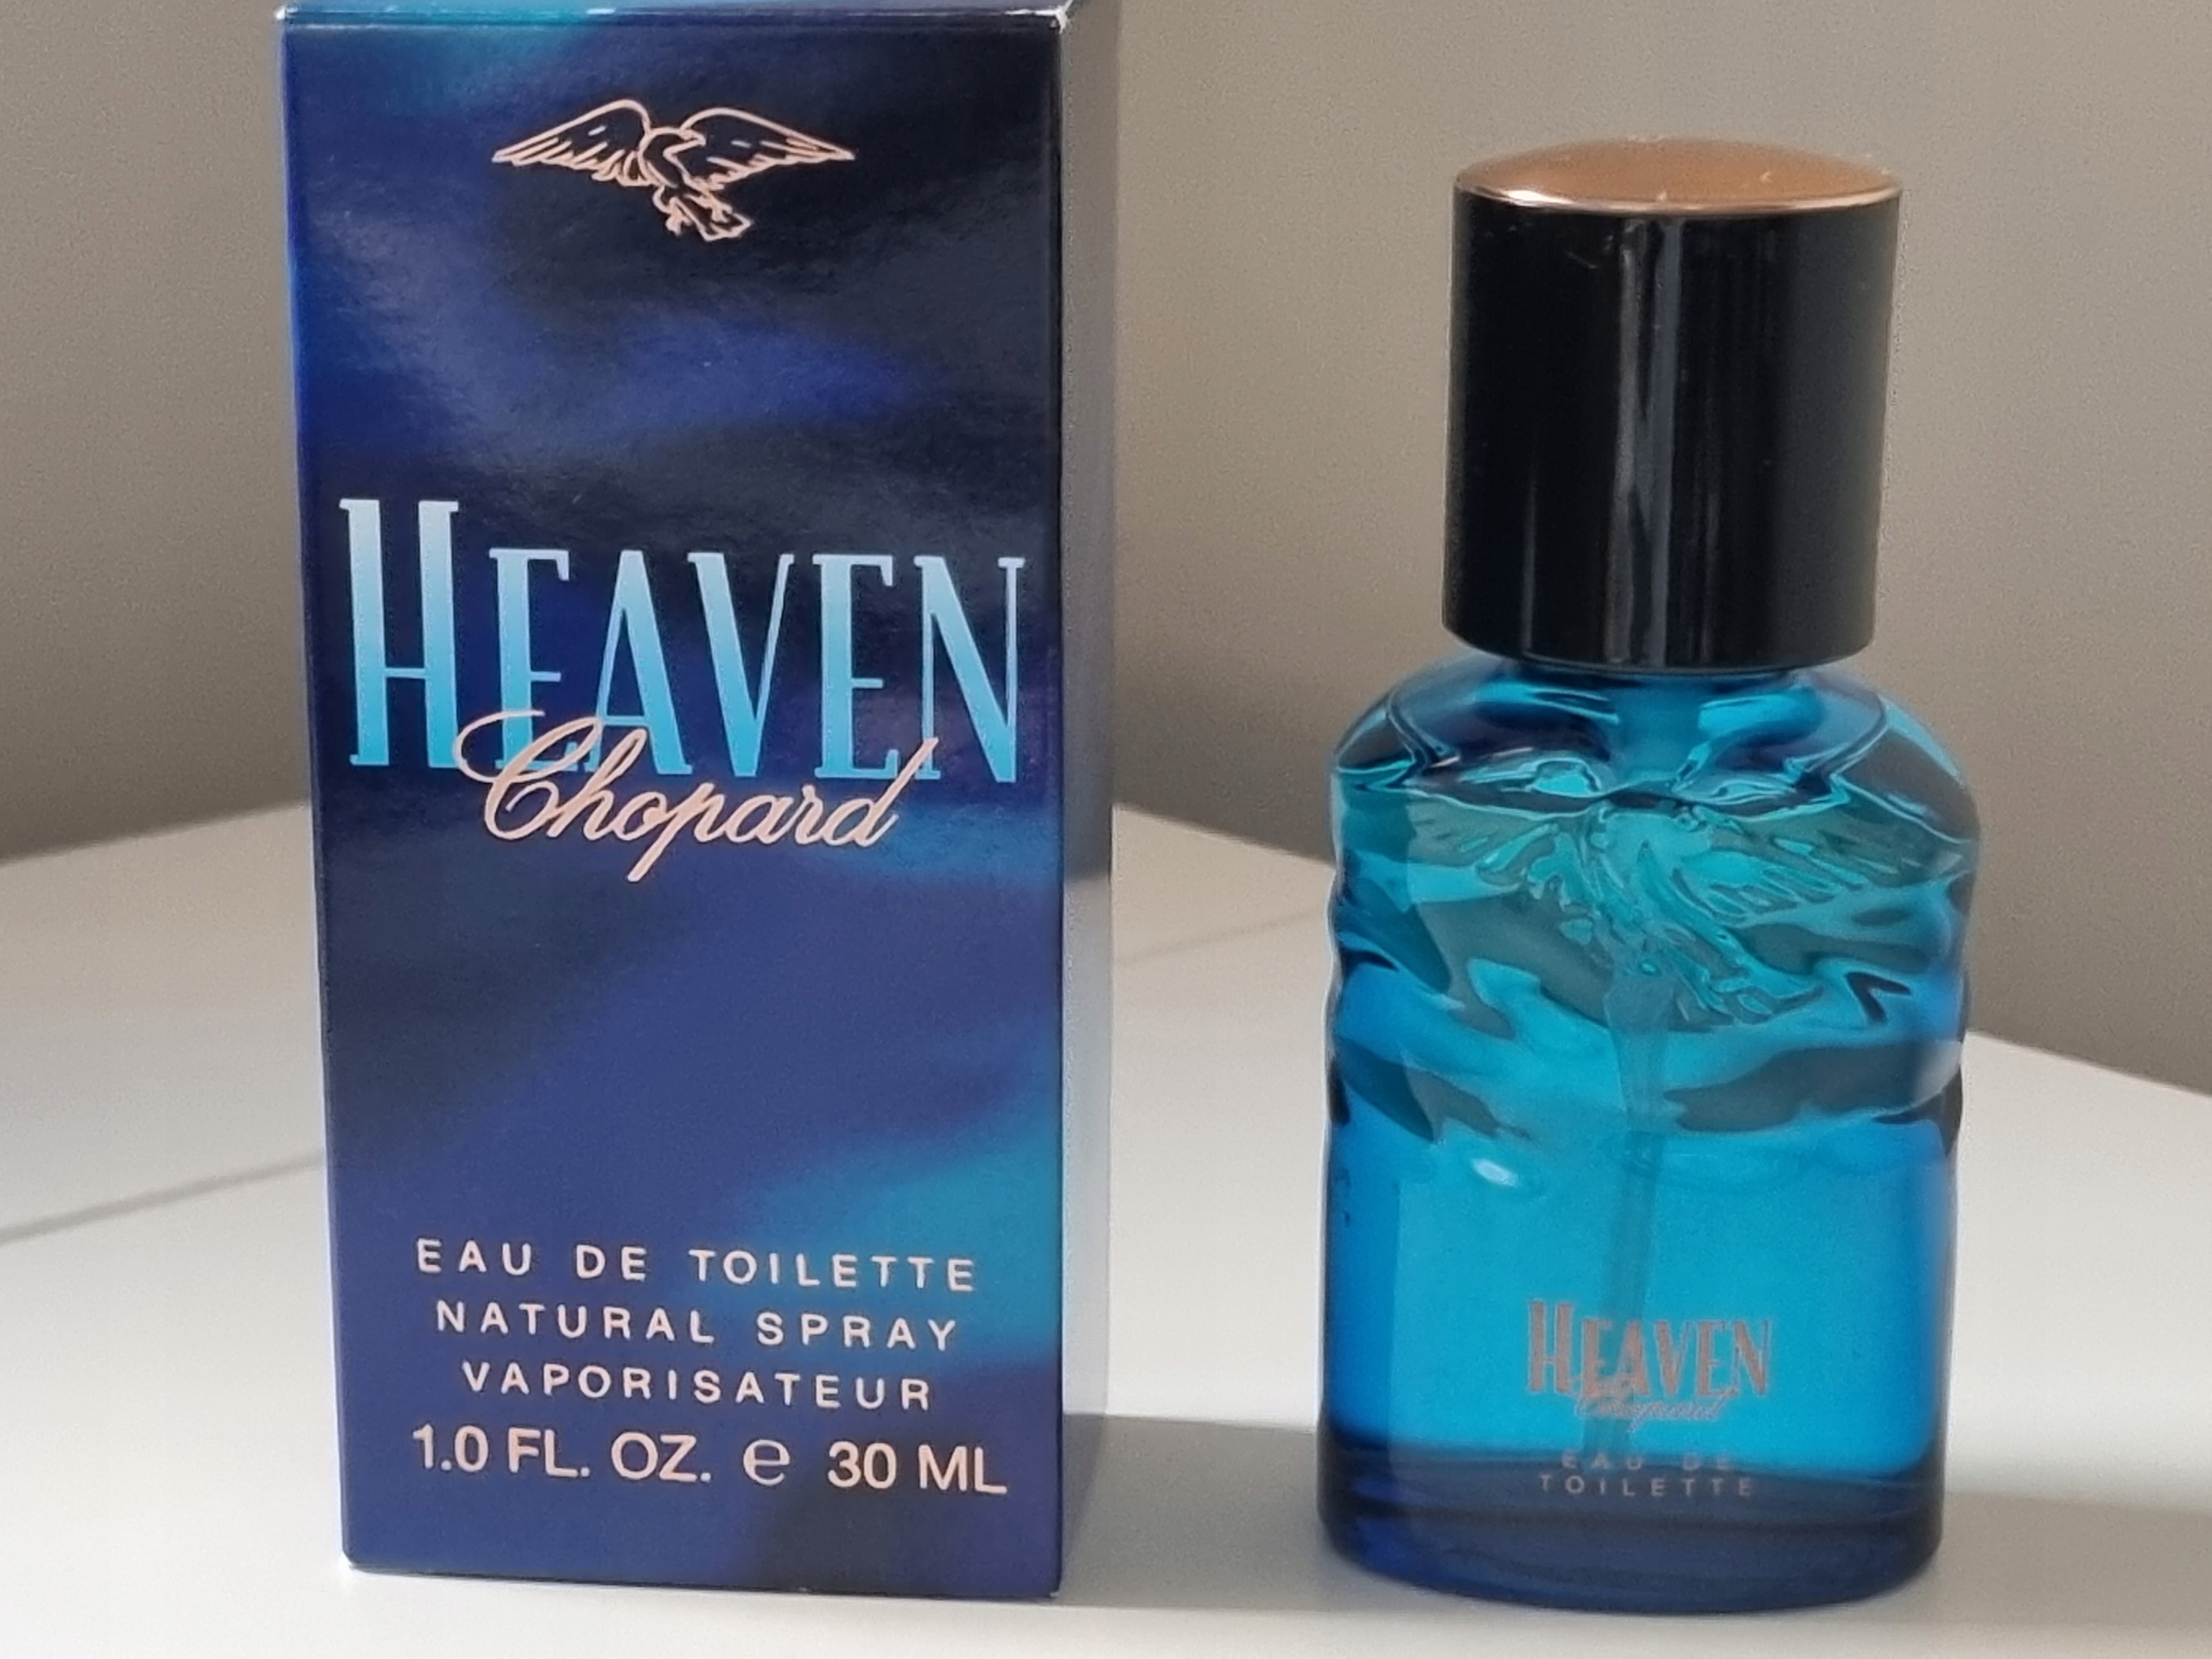 HEAVEN
Chopard
EAU DE TOILETTE
NATURAL SPRAY
VAPORISATEUR
1.0 FL. OZ. e 30 ML
HEAVEN
Chopard
EAU DE
TOILETTE